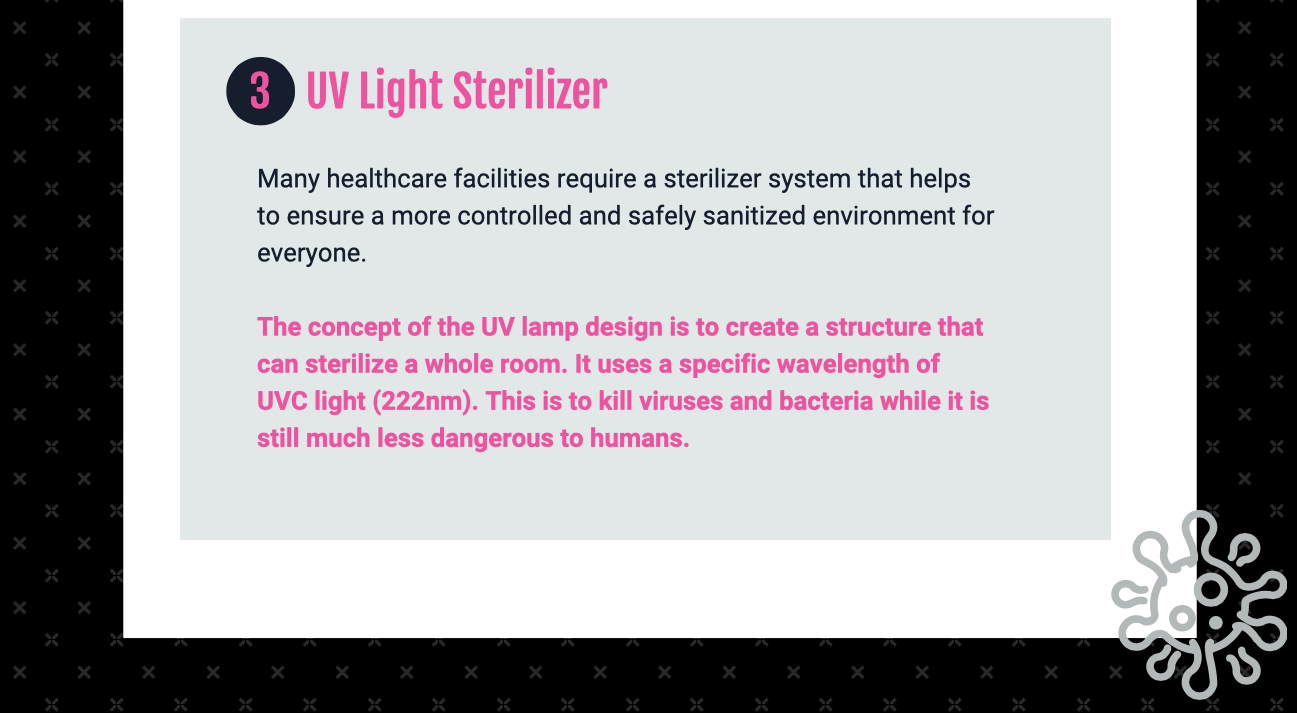 3 UV Light Sterilizer
Many healthcare facilities require a sterilizer system that helps
to ensure a more controlled and safely sanitized environment for
everyone.
The concept of the UV lamp design is to create a structure that
can sterilize a whole room. It uses a specific wavelength of
UVC light (222nm). This is to kill viruses and bacteria while it is
still much less dangerous to humans.